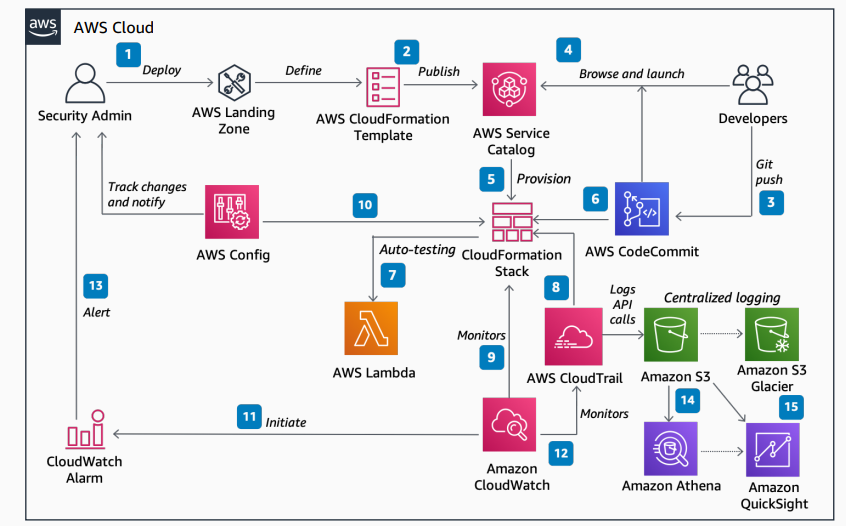 aws
AWS Cloud
1
Deploy
Define
2
Publish
4
Browse and launch
Security Admin
AWS Landing
Zone
AWS CloudFormation
Template
AWS Service
Catalog
Developers
Track changes
and notify
10
5
Provision
6
Git
push
3
AWS Config
Auto-testing
CloudFormation
Stack
AWS CodeCommit
13
Alert
7
8
Logs
API
calls
Centralized logging
Monitors
9
AWS Lambda
AWS CloudTrail
Amazon S3
Amazon S3
Glacier
11
Initiate
Monitors
12
14
15
CloudWatch
Alarm
Amazon
CloudWatch
Amazon Athena
Amazon
QuickSight